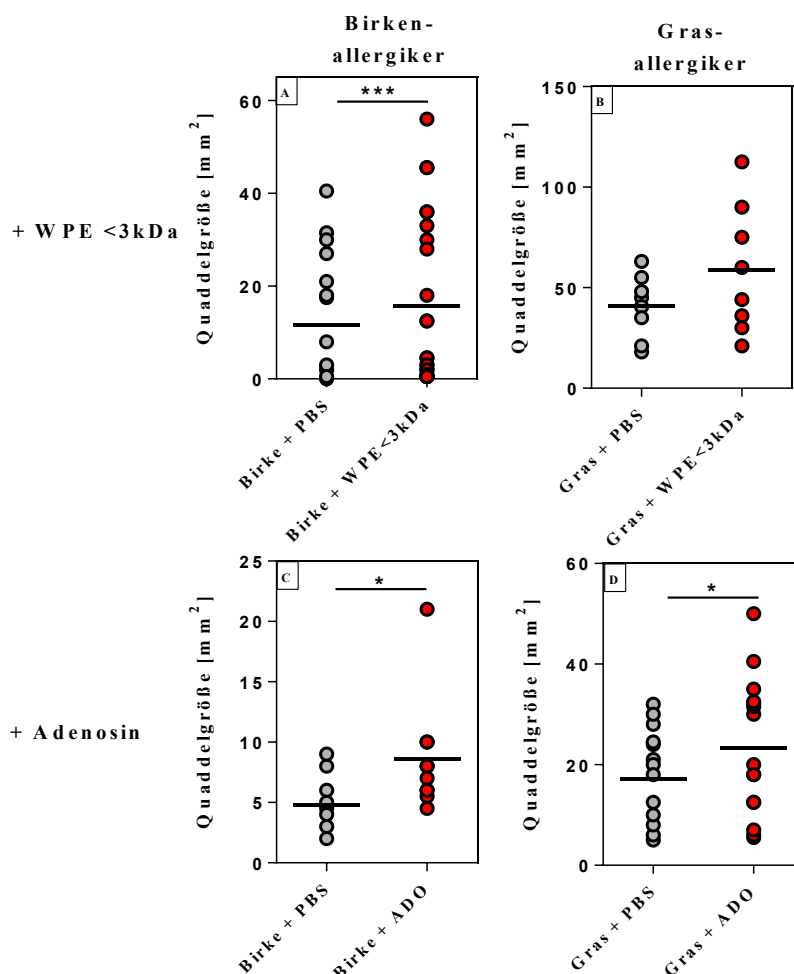 Birken-
allergiker
Gras-
allergiker
+ WPE <3kDa
A
***
Quaddelgröße [mm²]
60
40
20
0
Birke + PBS
Birke + WPE<3kDa
B
Quaddelgröße [mm²]
150
100
50
0
Gras + PBS
Gras + WPE<3kDa
+ Adenosin
C
*
Quaddelgröße [mm²]
25
20
15
10
5
0
Birke + PBS
Birke + ADO
D
*
Quaddelgröße [mm²]
60
40
20
0
Gras + PBS
Gras + ADO